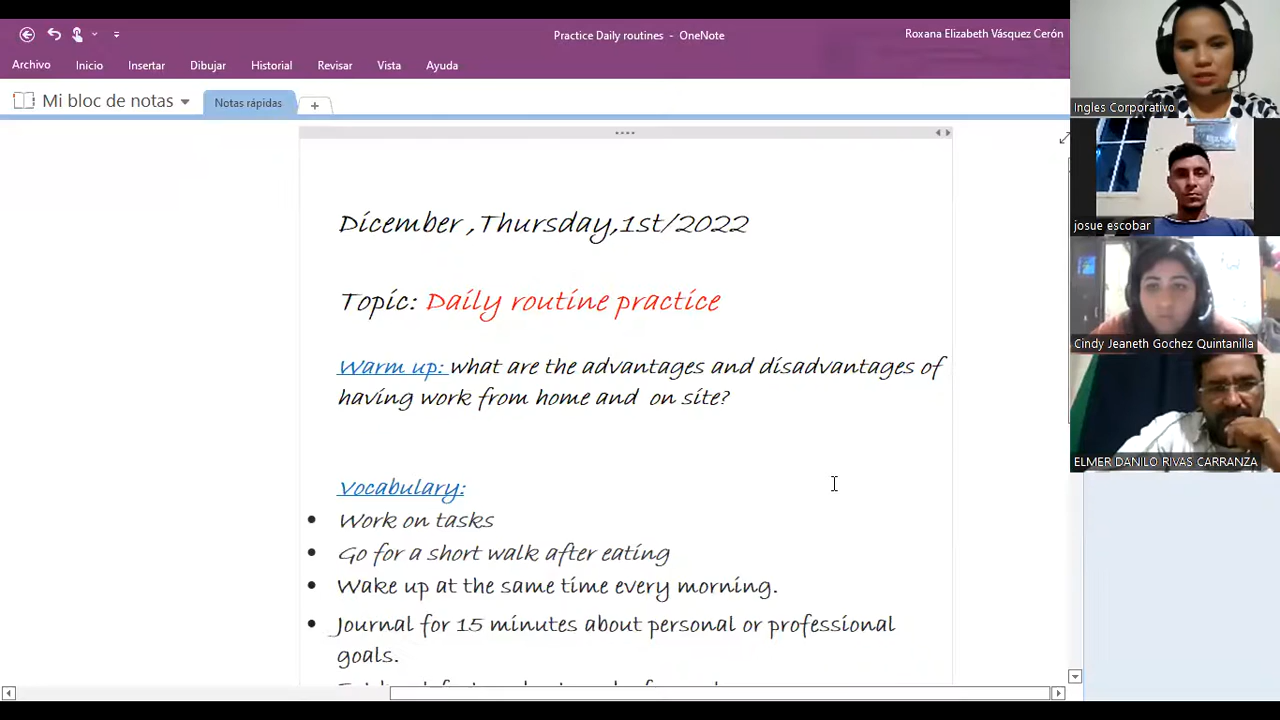 Practice Daily routines - OneNote
Roxana Elizabeth Vásquez Cerón
Archivo Inicio Insertar Dibujar Historial Revisar Vista Ayuda
Mi bloc de notas
Notas rápidas
Dicember ,Thursday,1st/2022
Topic: Daily routine practice
Warm up: what are the advantages and disadvantages of
having work from home and on site?
Vocabulary:
• Work on tasks
• Go for a short walk after eating
• Wake up at the same time every morning.
• Journal for 15 minutes about personal or professional
goals.
Ingles Corporativo
josue escobar
Cindy Jeaneth Gochez Quintanilla
ELMER DANILO RIVAS CARRANZA